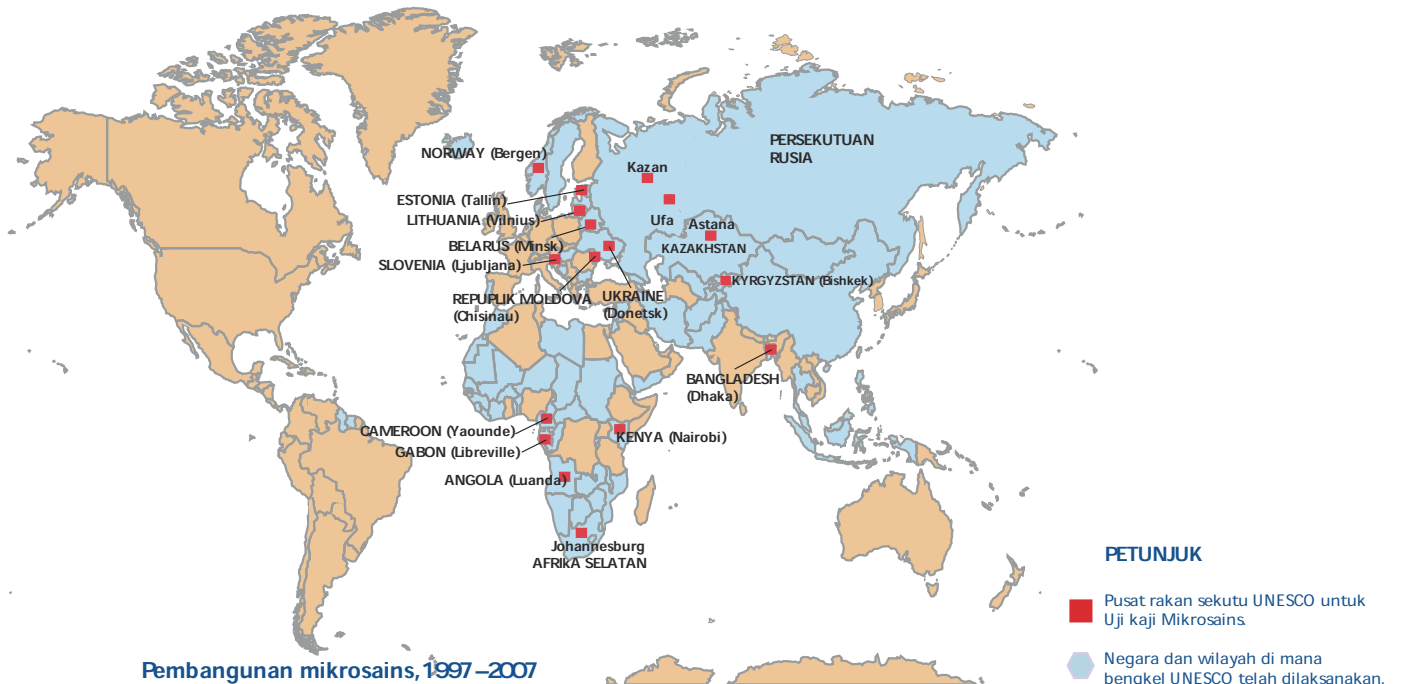 PERSEKUTUAN
RUSIA
NORWAY (Bergen)
Kazan
ESTONIA (Tallin)
LITHUANIA (Vilnius)
Ufa
Astana
BELARUS (Minsk)
KAZAKHSTAN
SLOVENIA (Ljubljana)
KYRGYZSTAN (Bishkek)
REPUPLIK MOLDOVA
(Chisinau)
UKRAINE
(Donetsk)
BANGLADESH
(Dhaka)
CAMEROON (Yaounde)
KENYA (Nairobi)
GABON (Libreville)
ANGOLA (Luanda)
Johannesburg
AFRIKA SELATAN
PETUNJUK
Pusat rakan sekutu UNESCO untuk
Uji kaji Mikrosains.
Negara dan wilayah di mana
bengkel UNESCO telah dilaksanakan.
Pembangunan mikrosains, 1997–2007